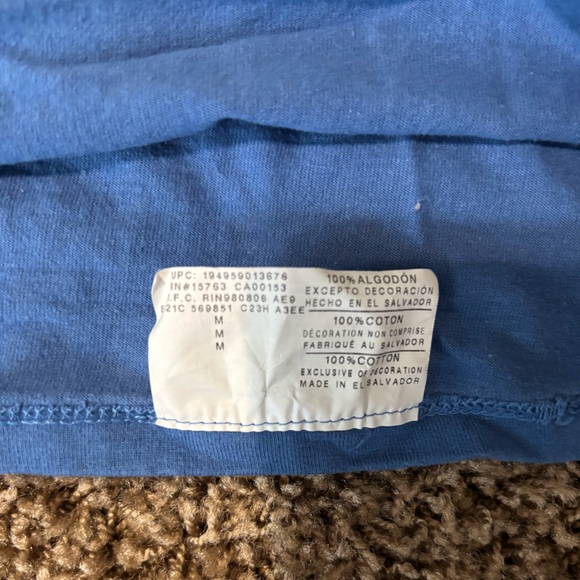 UPC: 194959013676
IN#15763 CA00153
I.F.C. RIN980806 AE9
E21C 569851 C23H A3EE
M
M
M
100%ALGODÓN
EXCEPTO DECORACIÓN
HECHO EN EL SALVADOR
100%COTON
DÉCORATION NON COMPRISE
FABRIQUÉ AU SALVADOR
100%COTTON
EXCLUSIVE OF DECORATION
MADE IN EL SALVADOR